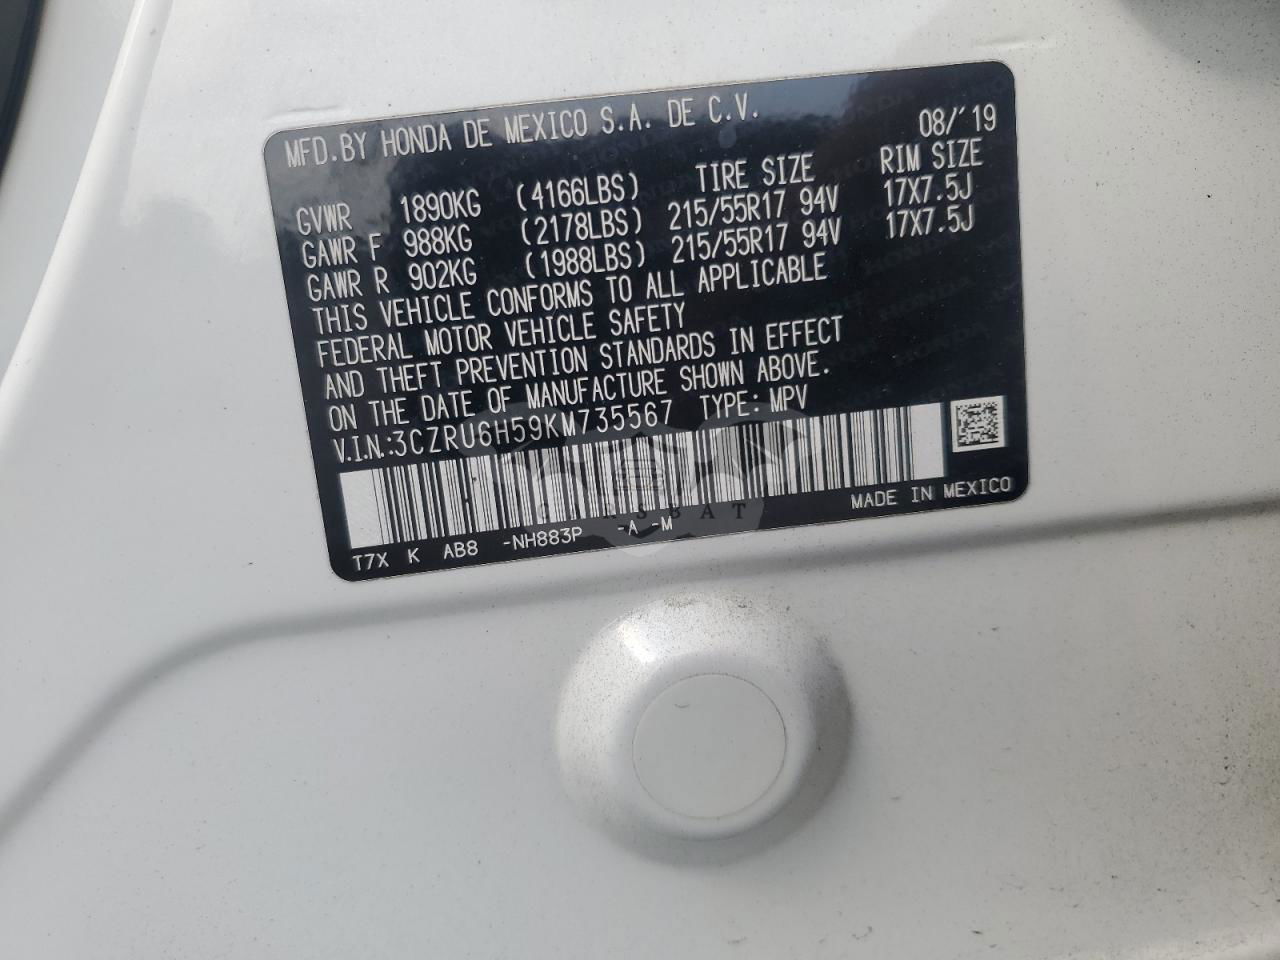 MFD.BY HONDA DE MEXICO S.A. DE C.V. 08/'19
TIRE SIZE RIM SIZE
GVWR 1890KG (4166LBS)
GAWR F 988KG (2178LBS) 215/55R17 94V 17X7.5J
GAWR R 902KG (1988LBS) 215/55R17 94V 17X7.5J
THIS VEHICLE CONFORMS TO ALL APPLICABLE
FEDERAL MOTOR VEHICLE SAFETY
AND THEFT PREVENTION STANDARDS IN EFFECT
ON THE DATE OF MANUFACTURE SHOWN ABOVE.
V.I.N.:3CZRU6H59KM735567 TYPE:MPV
CARSBAT
MADE IN MEXICO
T7X K AB8 -NH883P -A -M